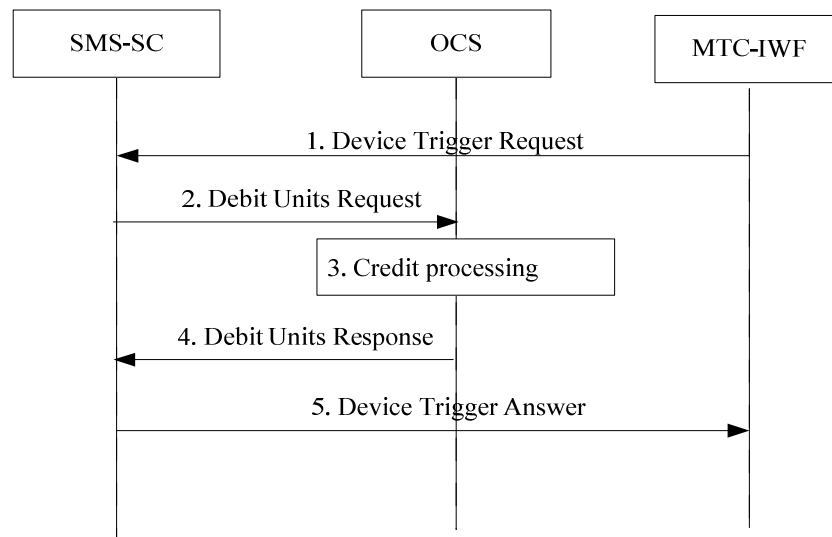 SMS-SC
OCS
MTC-IWF
1. Device Trigger Request
2. Debit Units Request
3. Credit processing
4. Debit Units Response
5. Device Trigger Answer